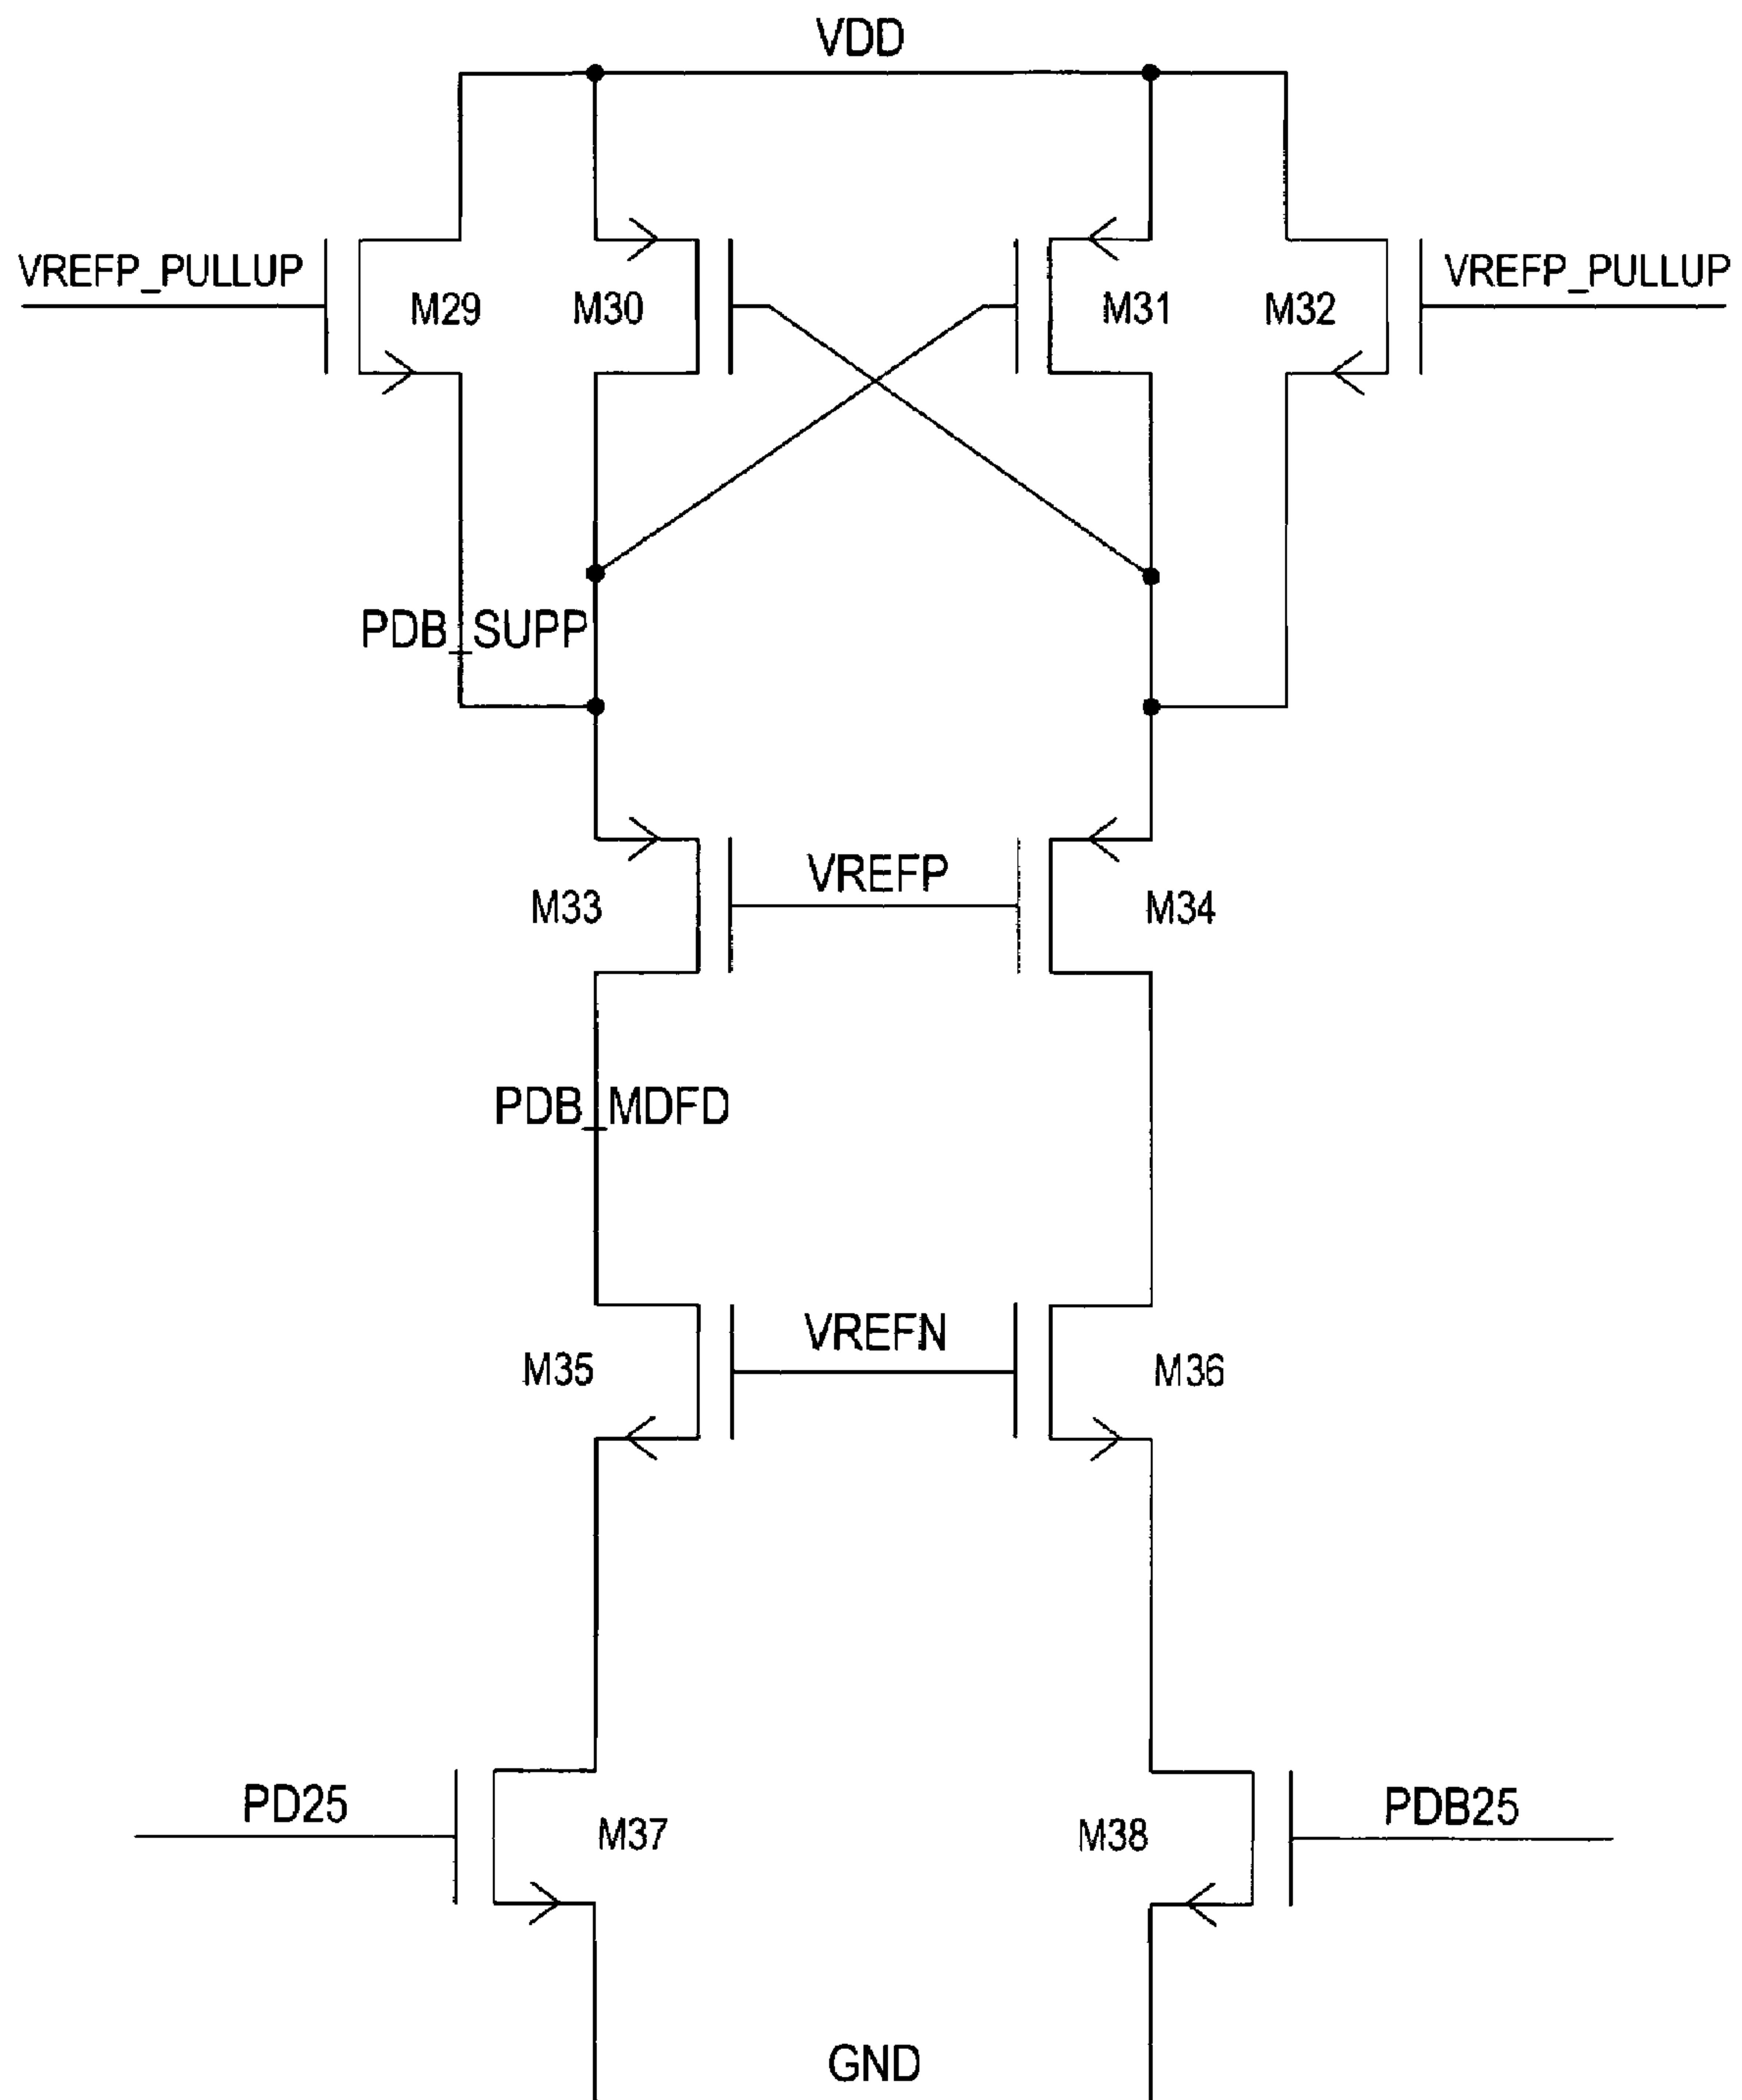 VDD
VREFP_PULLUP
M29
M30
M31
M32
VREFP_PULLUP
PDB_SUPP
M33
VREFP
M34
PDB_MDFD
M35
VREFN
M36
PD25
M37
M38
PDB25
GND